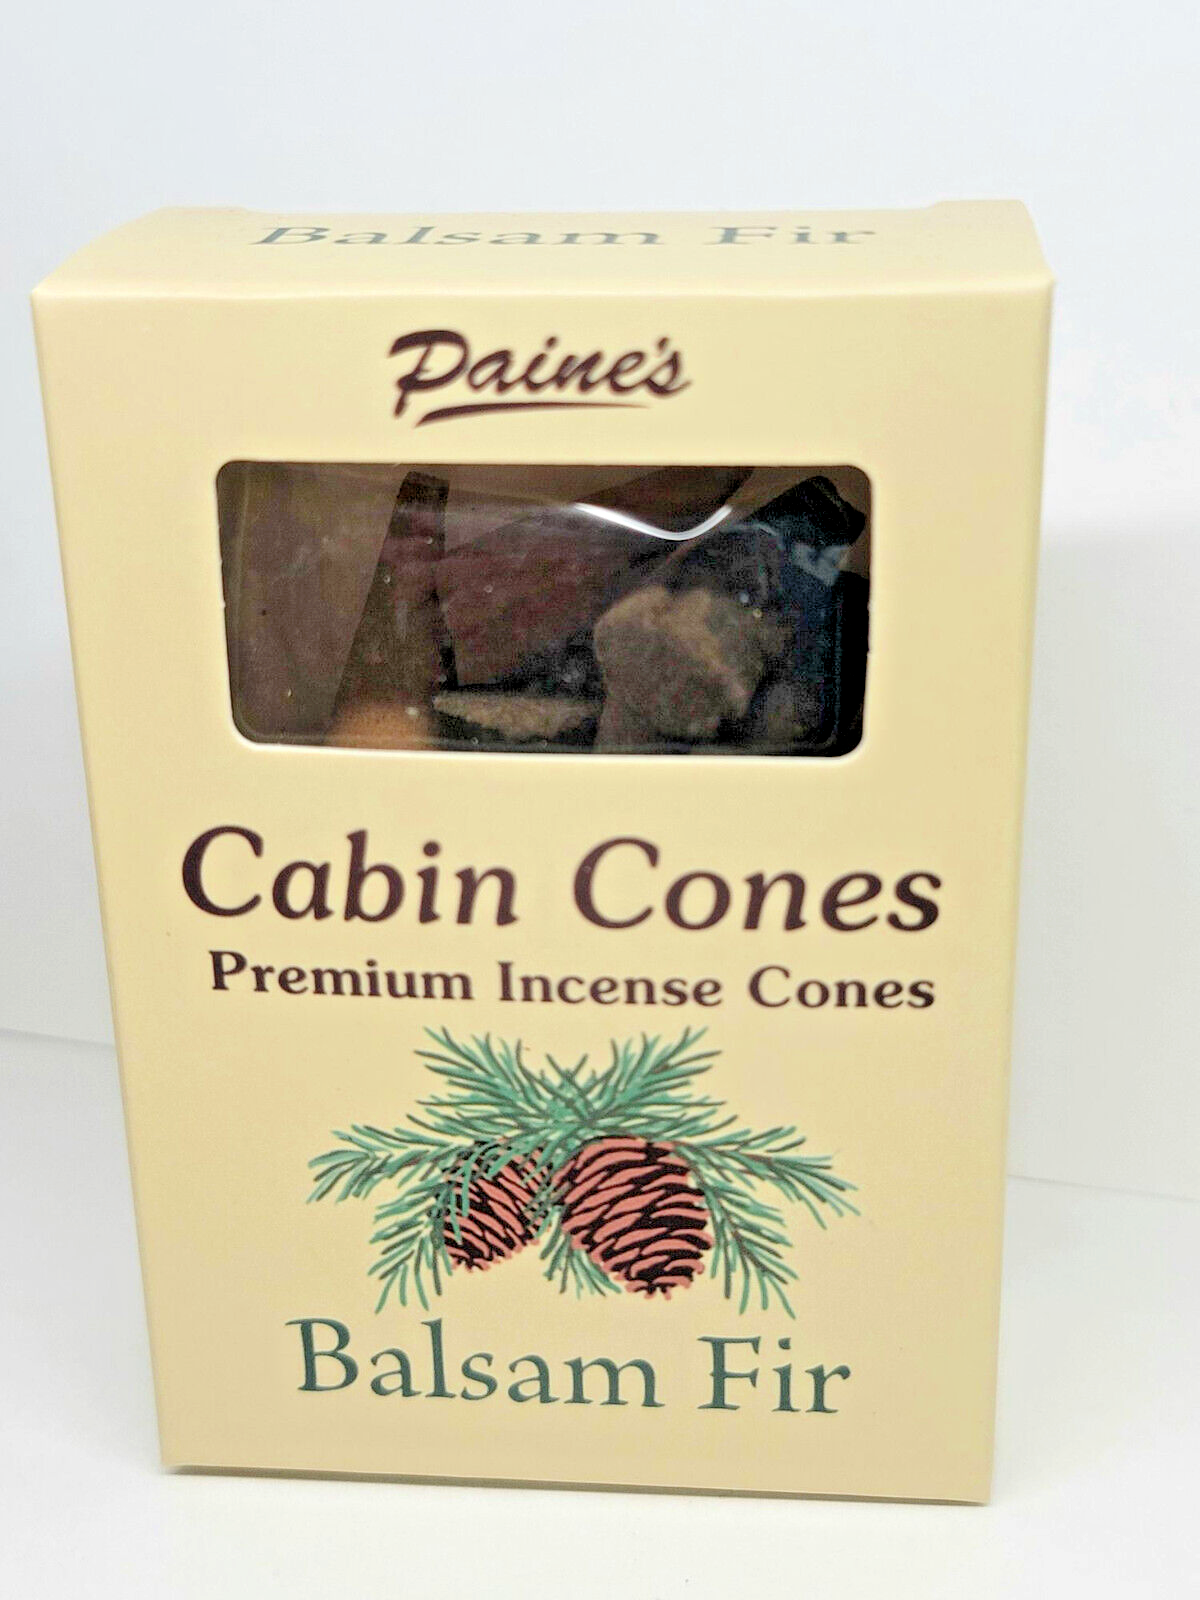 Balsam Fir
Paine's
Cabin Cones
Premium Incense Cones
Balsam Fir